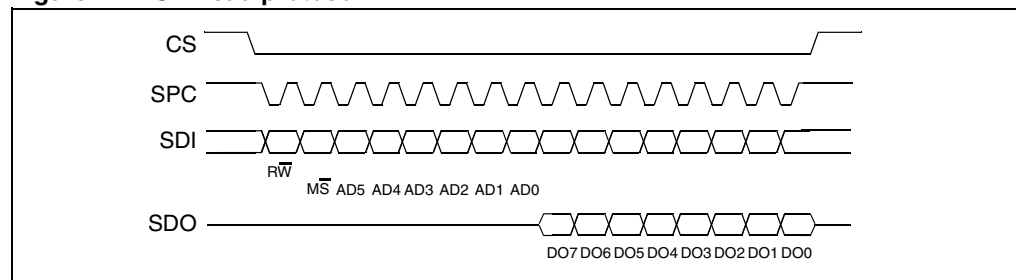 CS
SPC
SDI
RW
MS AD5 AD4 AD3 AD2 AD1 AD0
SDO
DO7 DO6 DO5 DO4 DO3 DO2 DO1 DO0